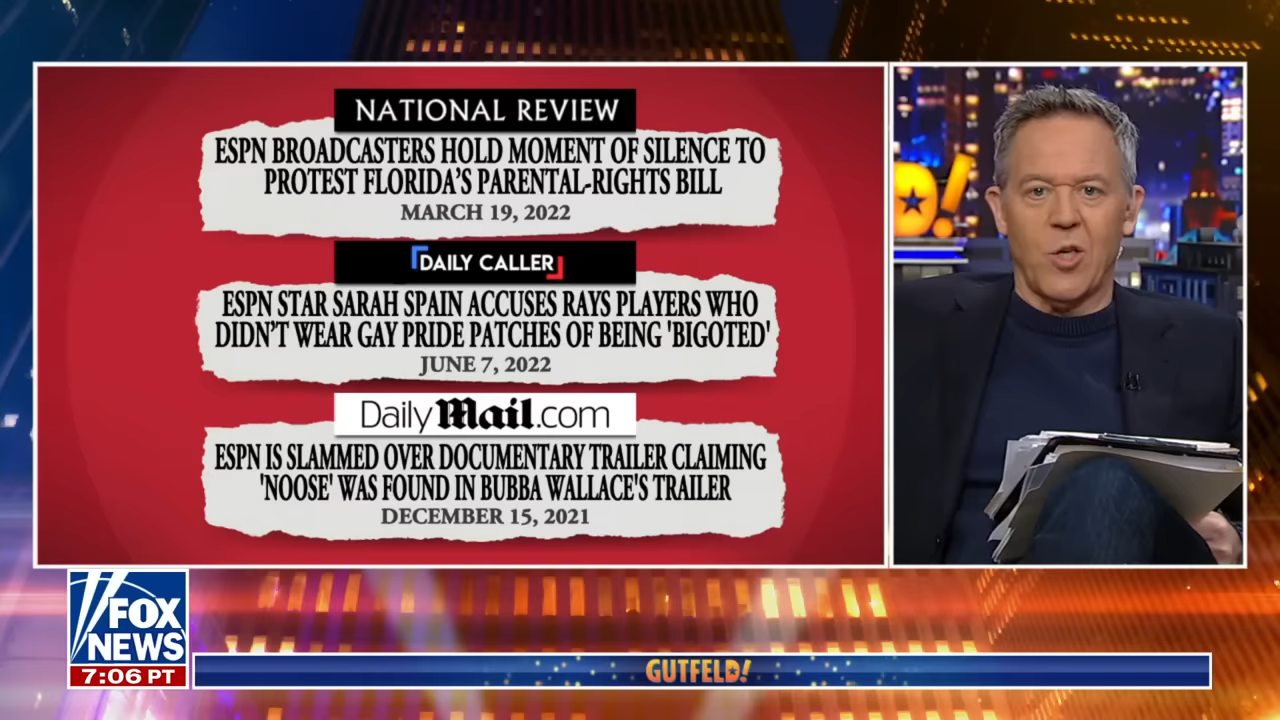 NATIONAL REVIEW
ESPN BROADCASTERS HOLD MOMENT OF SILENCE TO
PROTEST FLORIDA'S PARENTAL-RIGHTS BILL
MARCH 19, 2022
DAILY CALLER
ESPN STAR SARAH SPAIN ACCUSES RAYS PLAYERS WHO
DIDN'T WEAR GAY PRIDE PATCHES OF BEING 'BIGOTED'
JUNE 7, 2022
Daily Mail.com
ESPN IS SLAMMED OVER DOCUMENTARY TRAILER CLAIMING
'NOOSE' WAS FOUND IN BUBBA WALLACE'S TRAILER
DECEMBER 15, 2021
D!
FOX
NEWS
7:06 PT
GUTFELD!